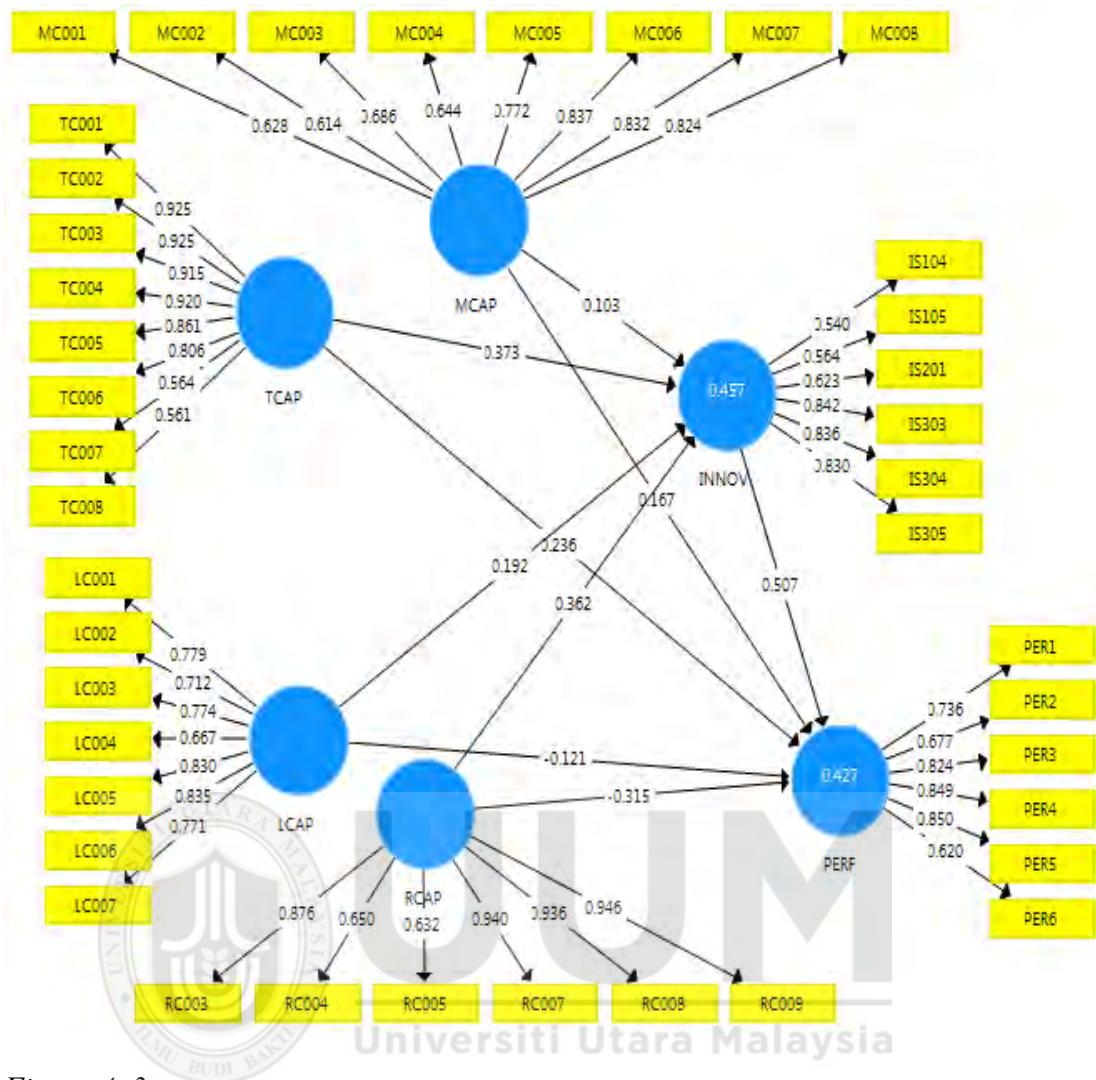 MC001 MC002 MC003 MC004 MC005 MC006 MC007 MC008
0.628 0.614 0.686 0.644 0.772 0.837 0.832 0.824
MCAP
TC001
TC002
TC003
TC004
TC005
TC006
TC007
TC008
0.925
0.925
0.915
0.920
0.861
0.806
0.564
0.561
TCAP
0.103
0.373
0.457
INNOV
IS104
IS105
IS201
IS303
IS304
IS305
0.540
0.564
0.623
0.842
0.836
0.830
0.167
0.236
0.192
0.362
0.507
LC001
LC002
LC003
LC004
LC005
LC006
LC007
0.779
0.712
0.774
0.667
0.830
0.835
0.771
LCAP
-0.121
-0.315
0.427
PERF
PER1
PER2
PER3
PER4
PER5
PER6
0.736
0.677
0.824
0.849
0.850
0.620
RCAP
0.876 0.650 0.632 0.940 0.936 0.946
RC003 RC004 RC005 RC007 RC008 RC009
UUM
Universiti Utara Malaysia
UNIVERSITI UTARA MALAYSIA
ILMU BUDI BAKTI